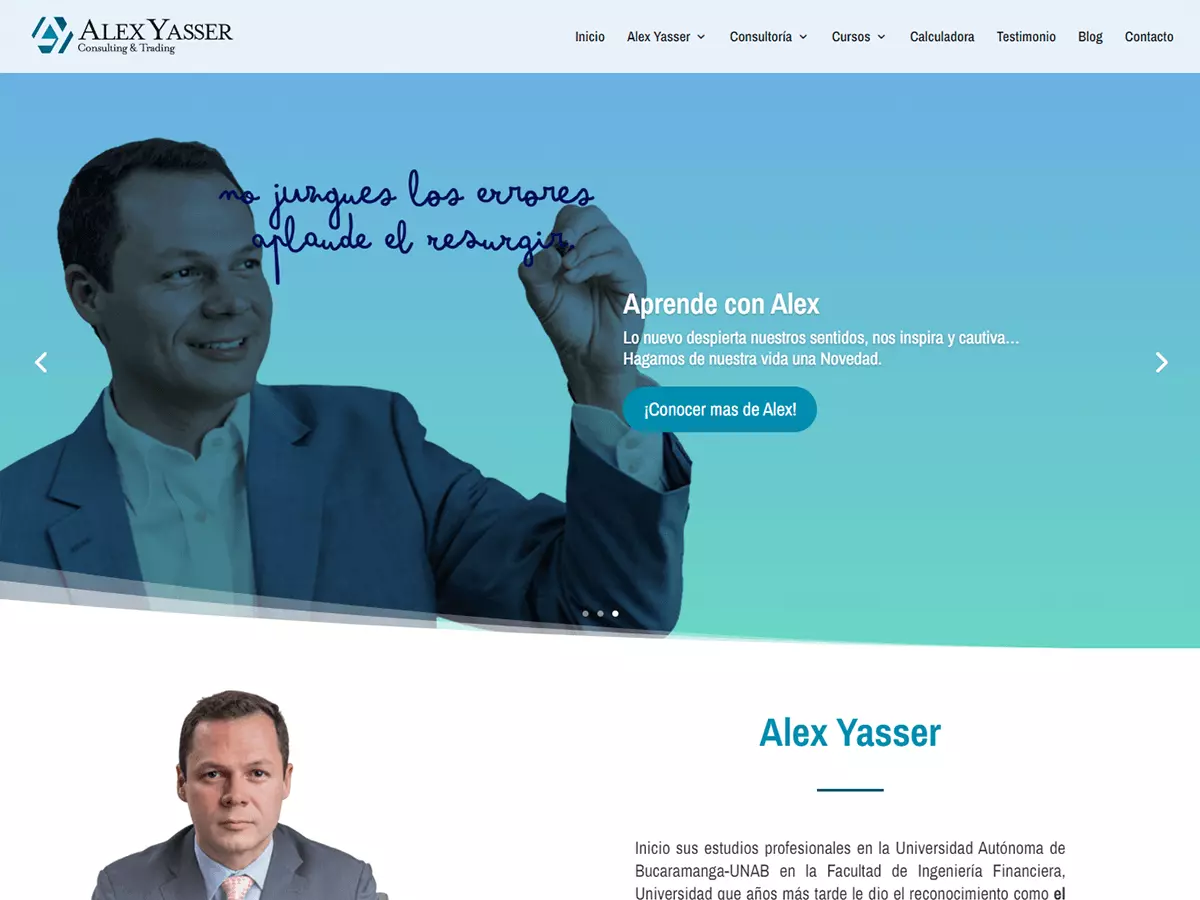 ALEX YASSER
Consulting & Trading
Inicio
Alex Yasser
Consultoría
Cursos
Calculadora
Testimonio
Blog
Contacto
no juzgues los errores
aplaude el resurgir.
Aprende con Alex
Lo nuevo despierta nuestros sentidos, nos inspira y cautiva…
Hagamos de nuestra vida una Novedad.
¡Conocer mas de Alex!
Alex Yasser
Inicio sus estudios profesionales en la Universidad Autónoma de
Bucaramanga-UNAB en la Facultad de Ingeniería Financiera,
Universidad que años más tarde le dio el reconocimiento como el